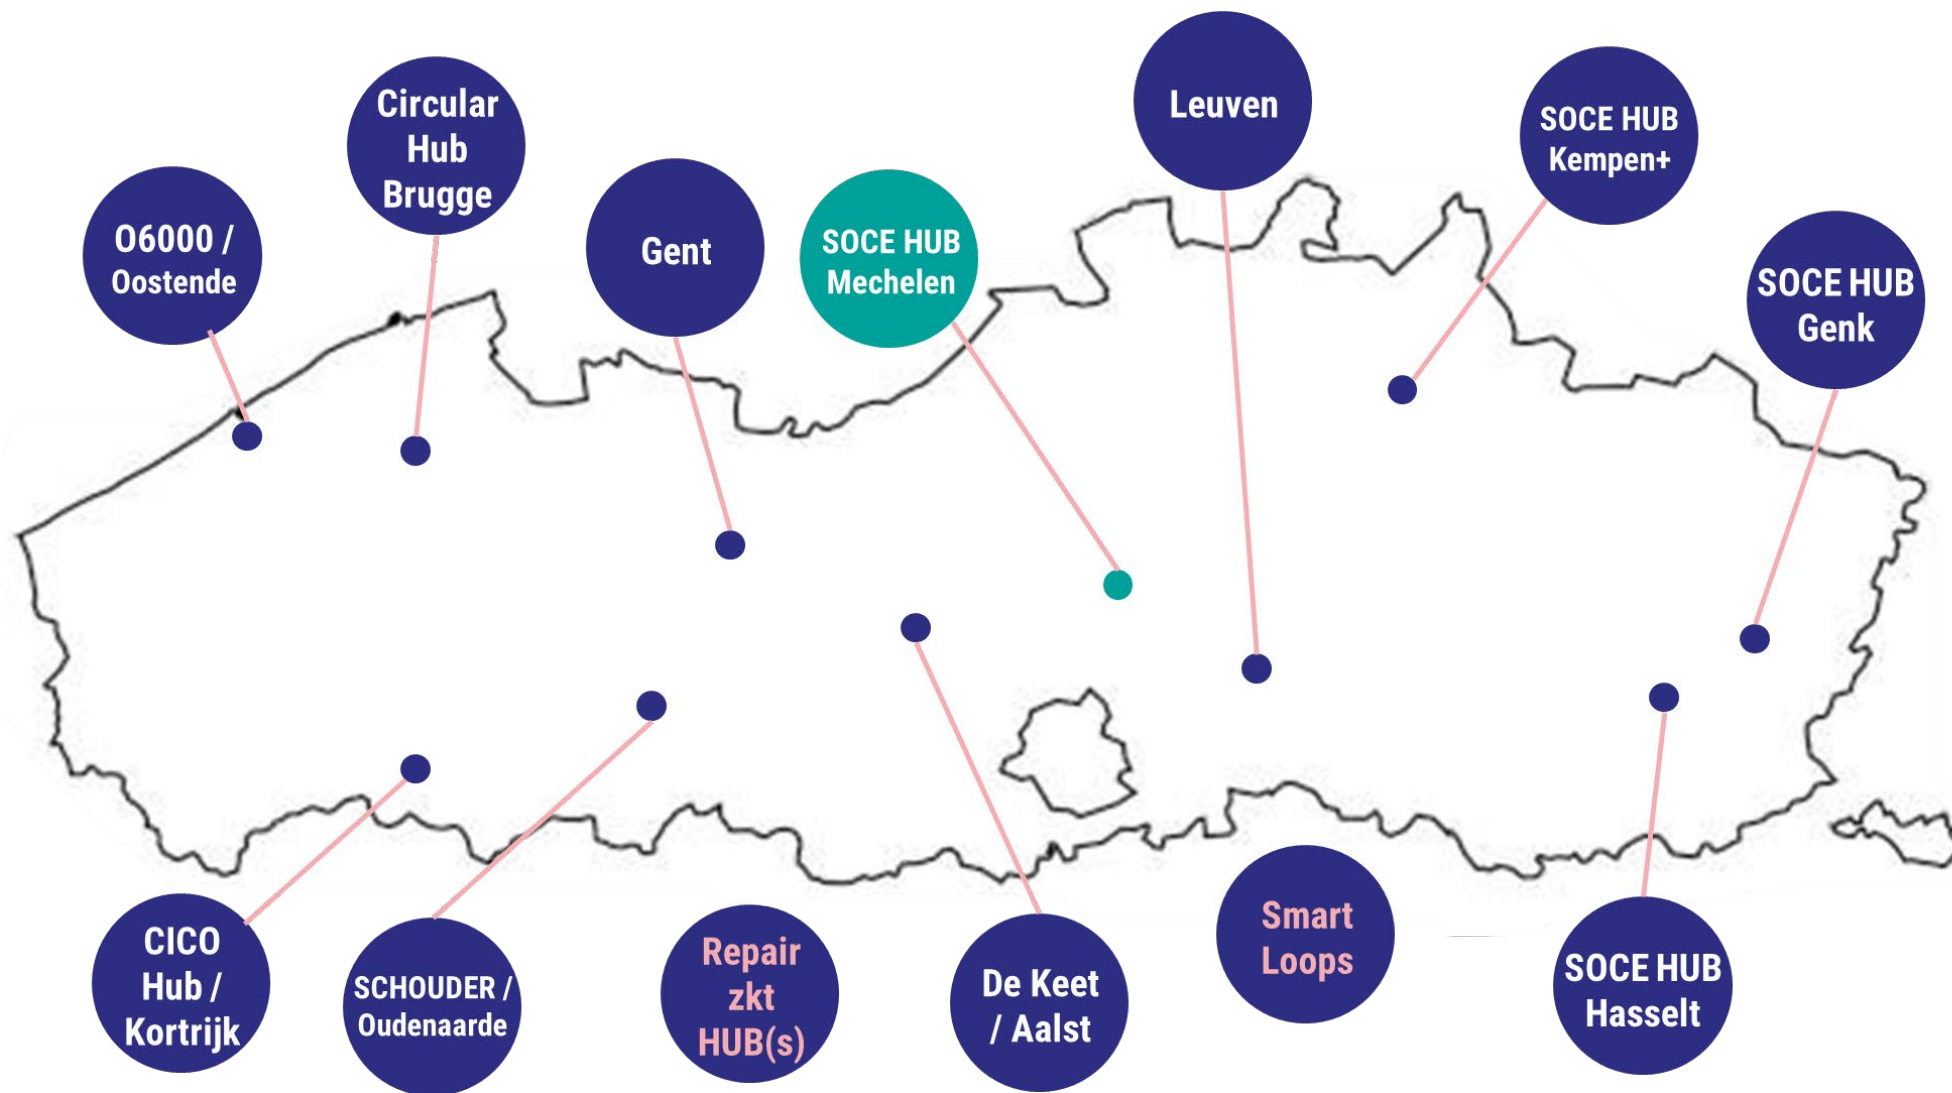 Circular
Hub
Brugge
Leuven
SOCE HUB
Kempen+
O6000 /
Oostende
Gent
SOCE HUB
Mechelen
SOCE HUB
Genk
CICO
Hub /
Kortrijk
SCHOUDER /
Oudenaarde
Repair
zkt
HUB(s)
De Keet
/ Aalst
Smart
Loops
SOCE HUB
Hasselt